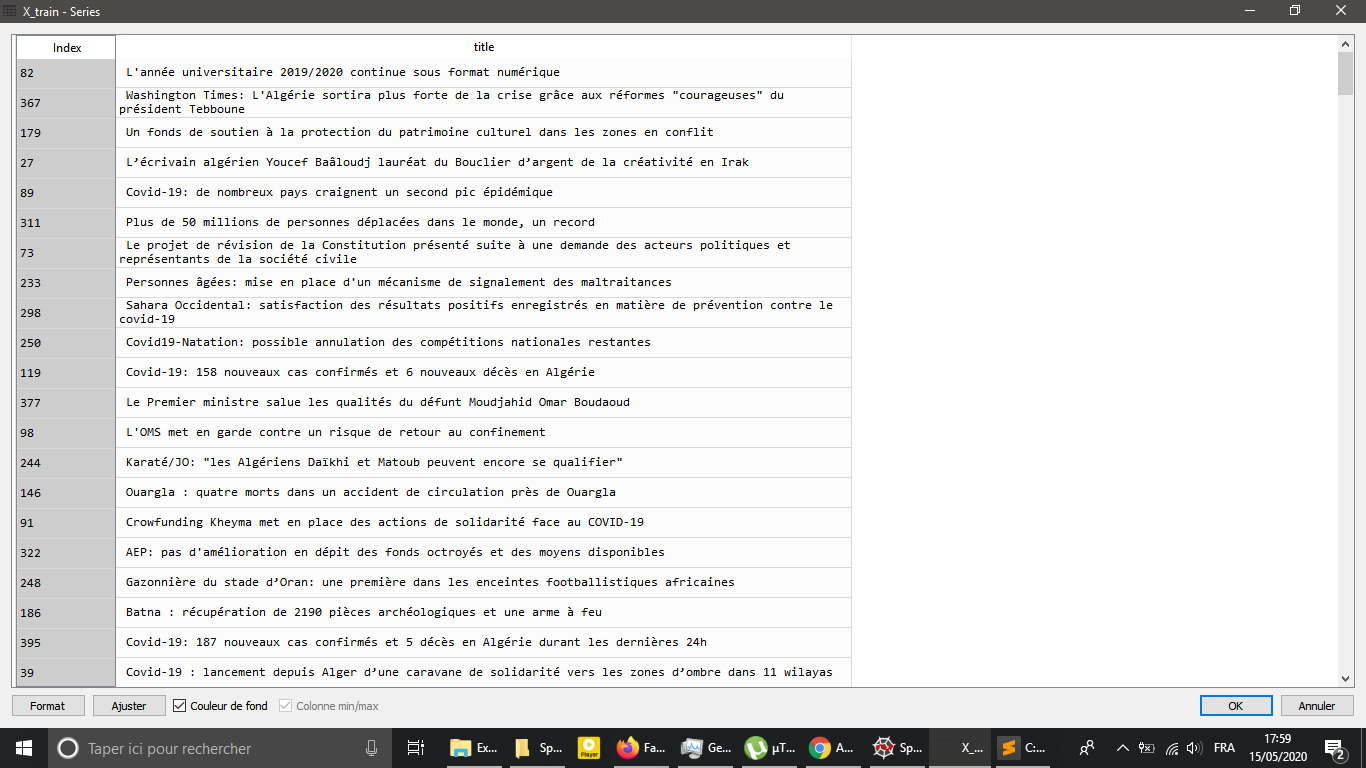 X_train - Series
Index title
82 L'année universitaire 2019/2020 continue sous format numérique
367 Washington Times: L'Algérie sortira plus forte de la crise grâce aux réformes "courageuses" du
président Tebboune
179 Un fonds de soutien à la protection du patrimoine culturel dans les zones en conflit
27 L’écrivain algérien Youcef Baâloudj lauréat du Bouclier d’argent de la créativité en Irak
89 Covid-19: de nombreux pays craignent un second pic épidémique
311 Plus de 50 millions de personnes déplacées dans le monde, un record
73 Le projet de révision de la Constitution présenté suite à une demande des acteurs politiques et
représentants de la société civile
233 Personnes âgées: mise en place d'un mécanisme de signalement des maltraitances
298 Sahara Occidental: satisfaction des résultats positifs enregistrés en matière de prévention contre le
covid-19
250 Covid19-Natation: possible annulation des compétitions nationales restantes
119 Covid-19: 158 nouveaux cas confirmés et 6 nouveaux décès en Algérie
377 Le Premier ministre salue les qualités du défunt Moudjahid Omar Boudaoud
98 L'OMS met en garde contre un risque de retour au confinement
244 Karaté/JO: "les Algériens Daïkhi et Matoub peuvent encore se qualifier"
146 Ouargla : quatre morts dans un accident de circulation près de Ouargla
91 Crowfunding Kheyma met en place des actions de solidarité face au COVID-19
322 AEP: pas d'amélioration en dépit des fonds octroyés et des moyens disponibles
248 Gazonnière du stade d’Oran: une première dans les enceintes footballistiques africaines
186 Batna : récupération de 2190 pièces archéologiques et une arme à feu
395 Covid-19: 187 nouveaux cas confirmés et 5 décès en Algérie durant les dernières 24h
39 Covid-19 : lancement depuis Alger d’une caravane de solidarité vers les zones d’ombre dans 11 wilayas
Format Ajuster Couleur de fond Colonne min/max OK Annuler
Taper ici pour rechercher Ex... Sp... Player Fa... Ge... µT... A... Sp... X_... C:... FRA 17:59
15/05/2020 2